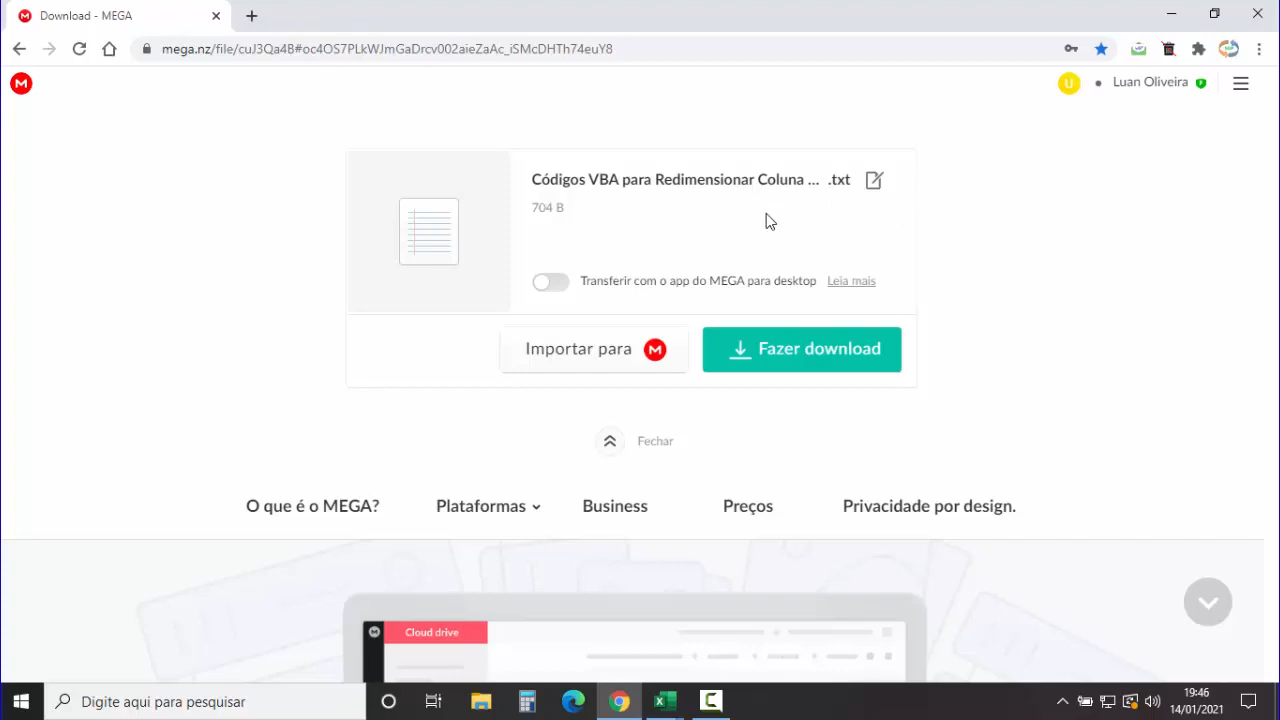 Download - MEGA
mega.nz/file/cuJ3Qa4B#oc4OS7PLkWJmGaDrcv002aieZaAc_iSMcDHTh74euY8
U
Luan Oliveira
Códigos VBA para Redimensionar Coluna ... .txt
704 B
Transferir com o app do MEGA para desktop Leia mais
Importar para M
Fazer download
Fechar
O que é o MEGA? Plataformas Business Preços Privacidade por design.
Cloud drive
Digite aqui para pesquisar
19:46
14/01/2021